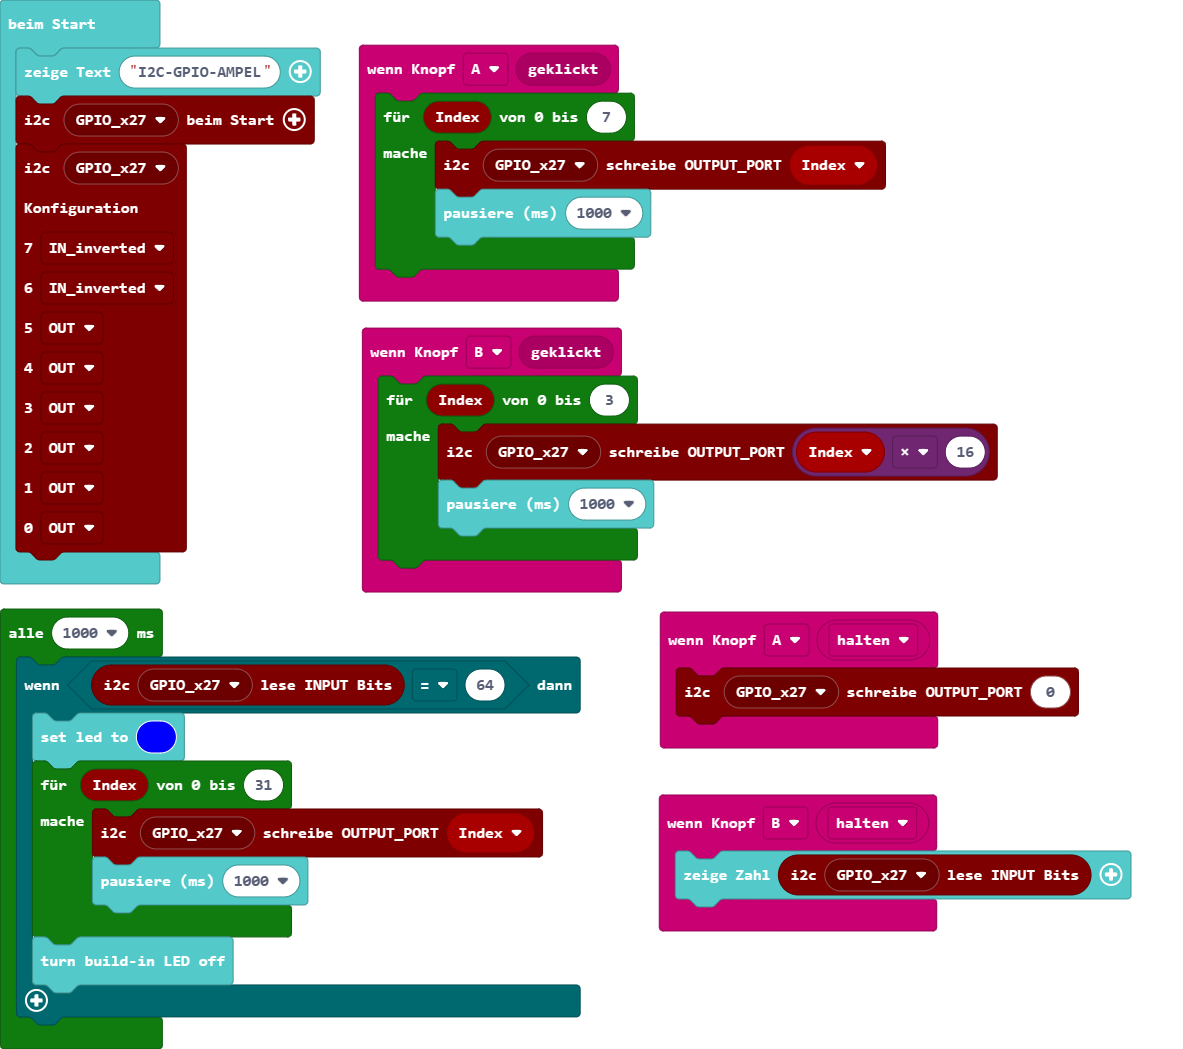 beim Start
zeige Text "I2C-GPIO-AMPEL"
i2c GPIO_x27 beim Start
i2c GPIO_x27
Konfiguration
7 IN_inverted
6 IN_inverted
5 OUT
4 OUT
3 OUT
2 OUT
1 OUT
0 OUT
wenn Knopf A geklickt
für Index von 0 bis 7
mache i2c GPIO_x27 schreibe OUTPUT_PORT Index
pausiere (ms) 1000
wenn Knopf B geklickt
für Index von 0 bis 3
mache i2c GPIO_x27 schreibe OUTPUT_PORT Index × 16
pausiere (ms) 1000
alle 1000 ms
wenn i2c GPIO_x27 lese INPUT Bits = 64 dann
set led to
für Index von 0 bis 31
mache i2c GPIO_x27 schreibe OUTPUT_PORT Index
pausiere (ms) 1000
turn build-in LED off
wenn Knopf A halten
i2c GPIO_x27 schreibe OUTPUT_PORT 0
wenn Knopf B halten
zeige Zahl i2c GPIO_x27 lese INPUT Bits